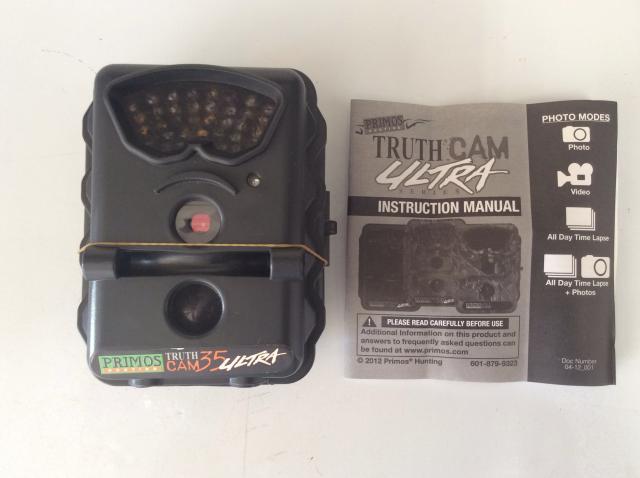 PRIMOS
HUNTING
TRUTH
CAM 35 ULTRA
PRIMOS
HUNTING
TRUTH CAM
ULTRA
SERIES
INSTRUCTION MANUAL
PLEASE READ CAREFULLY BEFORE USE
Additional Information on this product and
answers to frequently asked questions can
be found at www.primos.com
© 2012 Primos® Hunting 601-879-9323
PHOTO MODES
Photo
Video
All Day Time Lapse
All Day Time Lapse
+ Photos
Doc Number
04-12_001